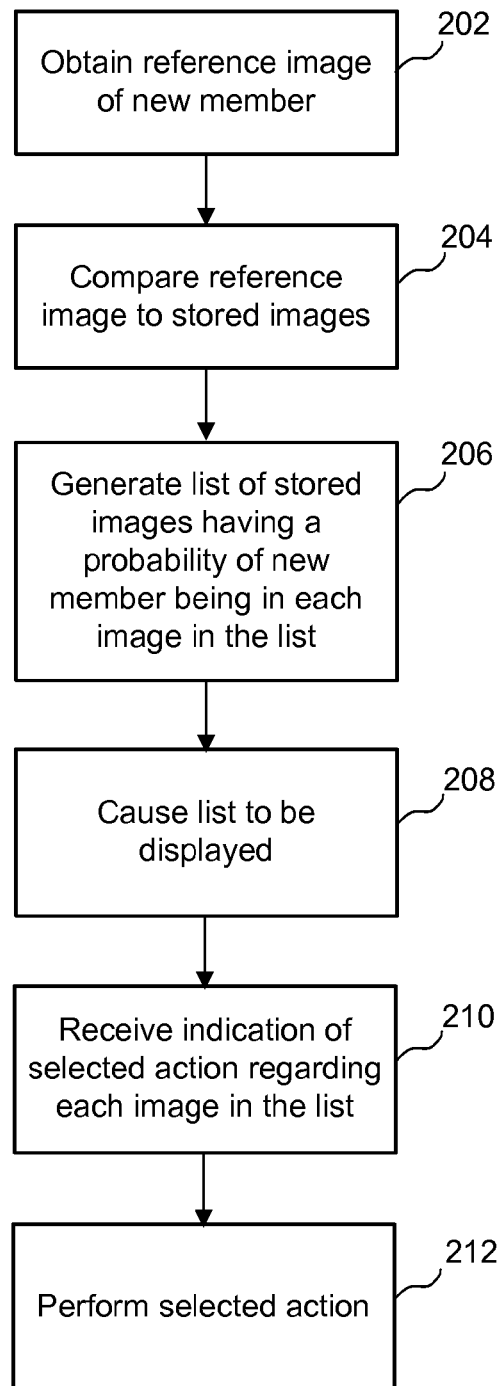 202
Obtain reference image
of new member
204
Compare reference
image to stored images
206
Generate list of stored
images having a
probability of new
member being in each
image in the list
208
Cause list to be
displayed
210
Receive indication of
selected action regarding
each image in the list
212
Perform selected action